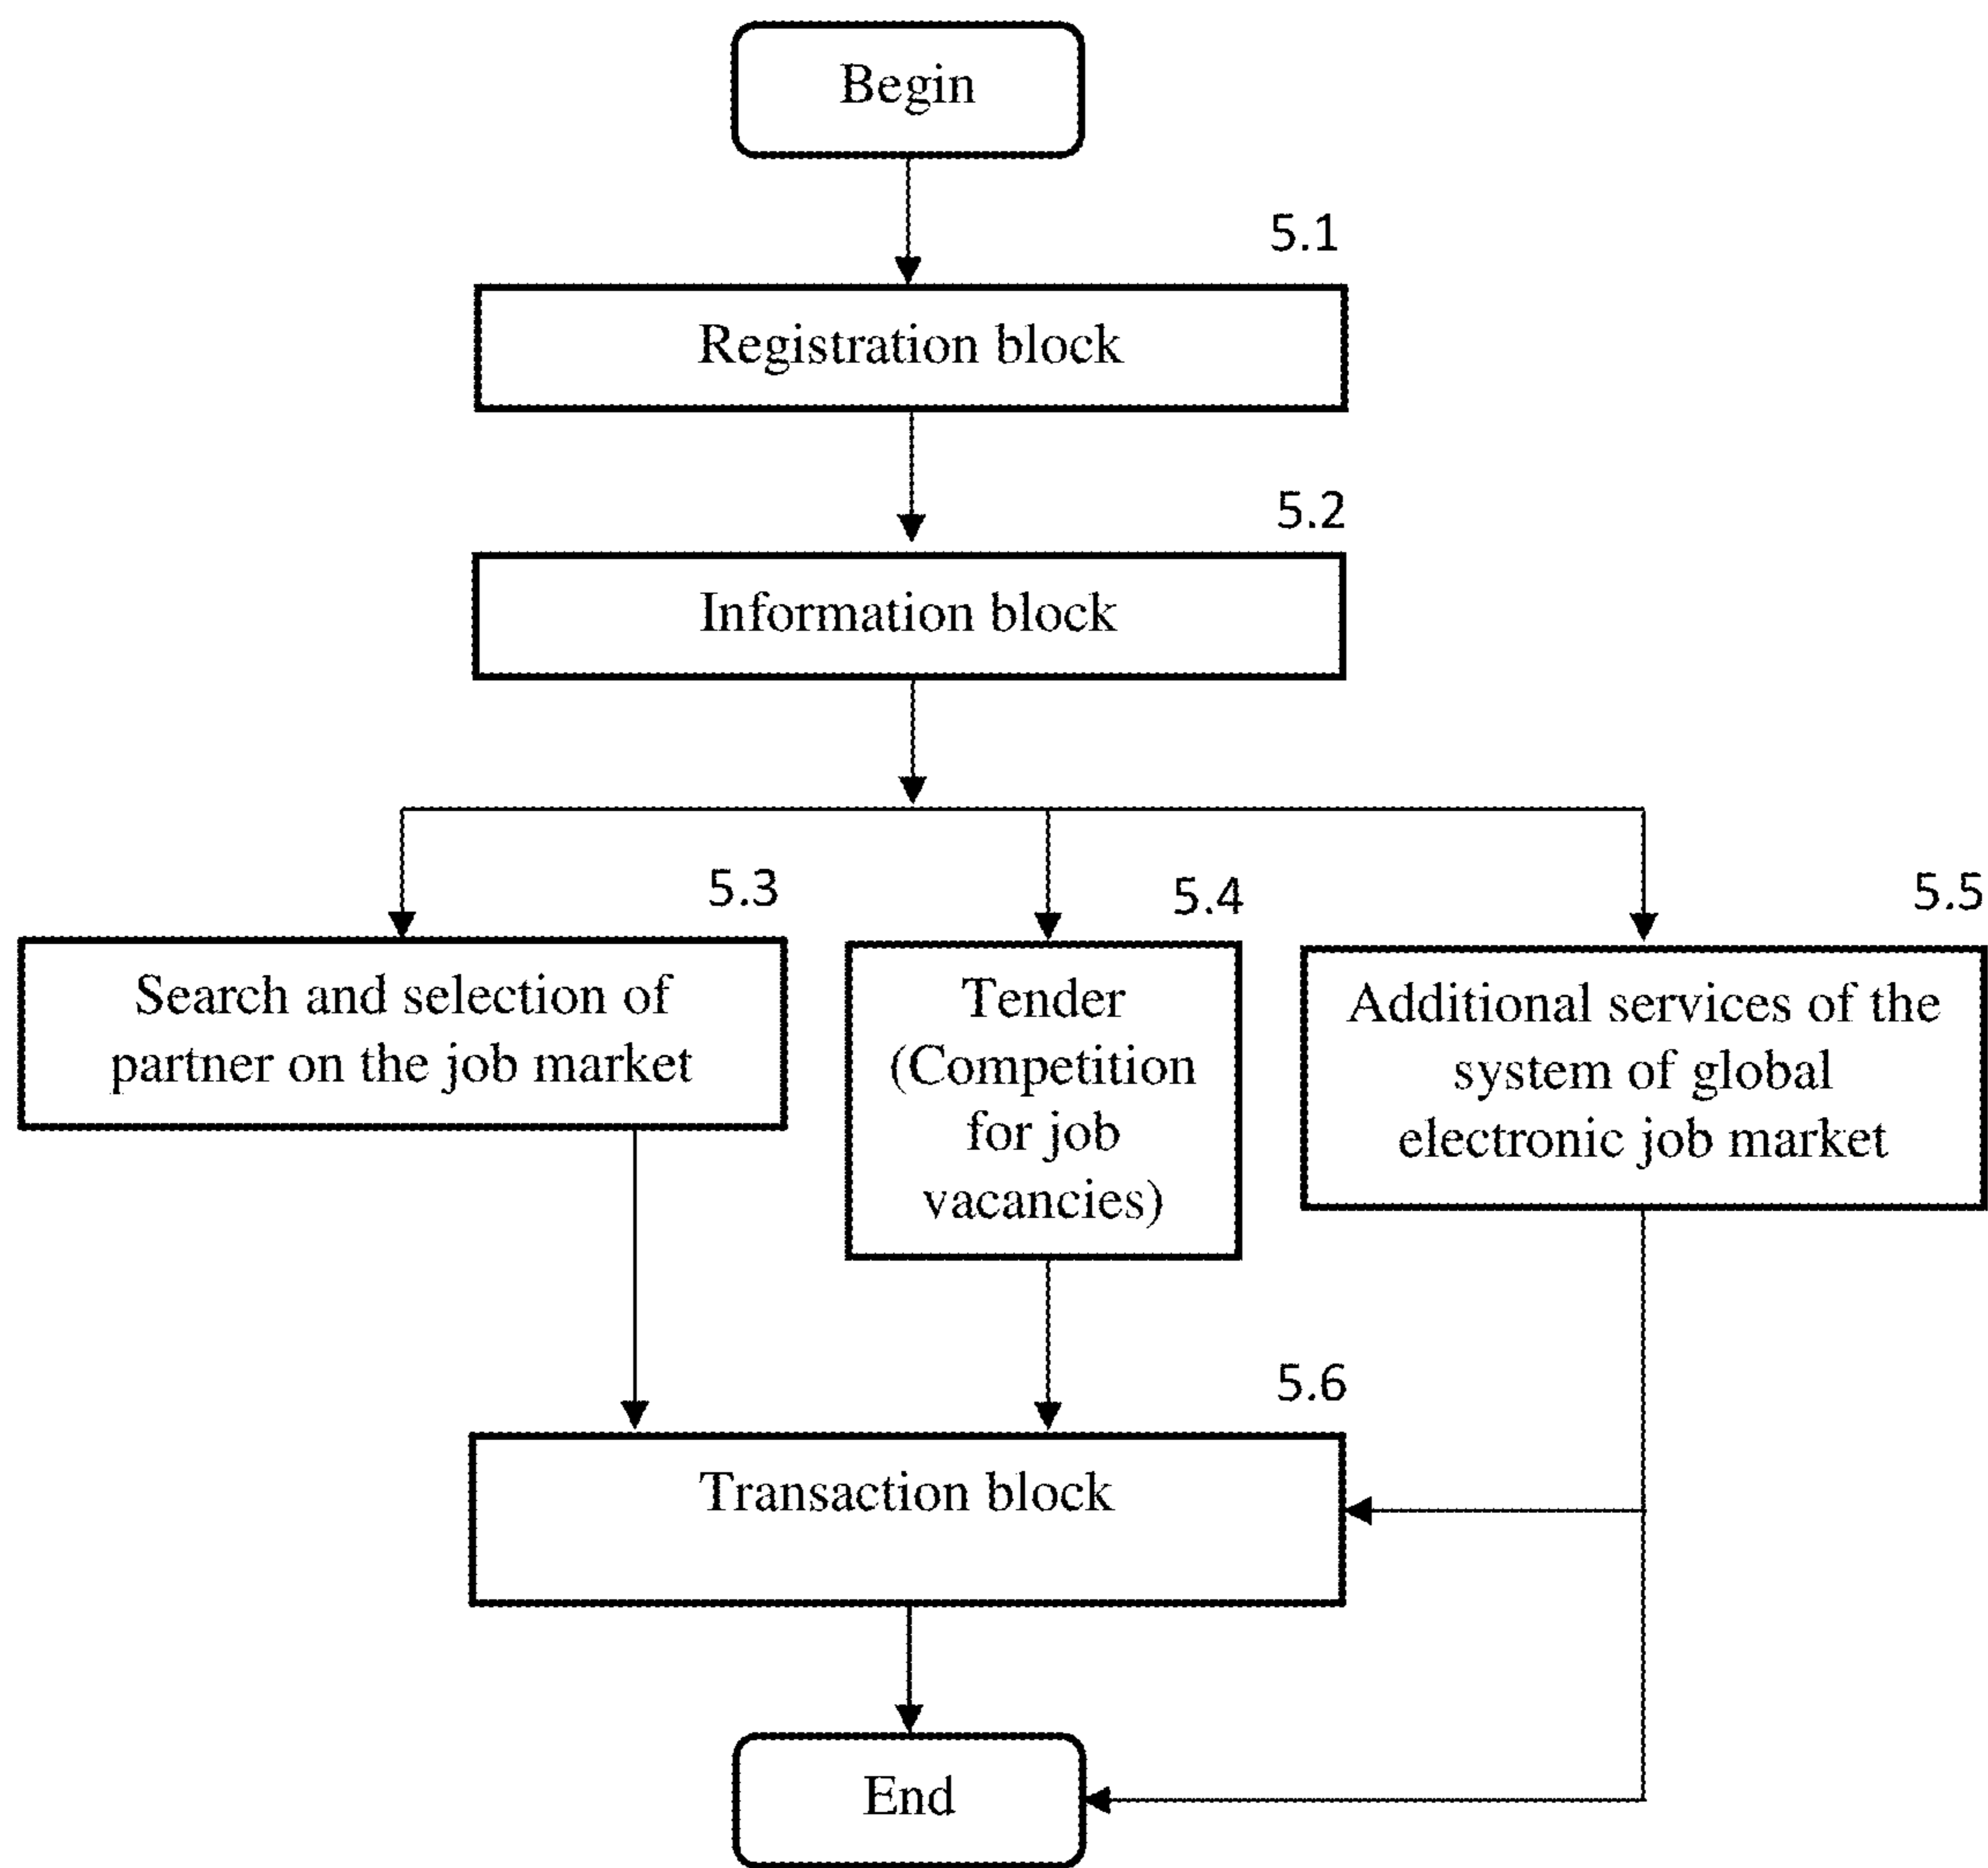 Begin
5.1
Registration block
5.2
Information block
5.3
Search and selection of
partner on the job market
5.4
Tender
(Competition
for job
vacancies)
5.5
Additional services of the
system of global
electronic job market
5.6
Transaction block
End